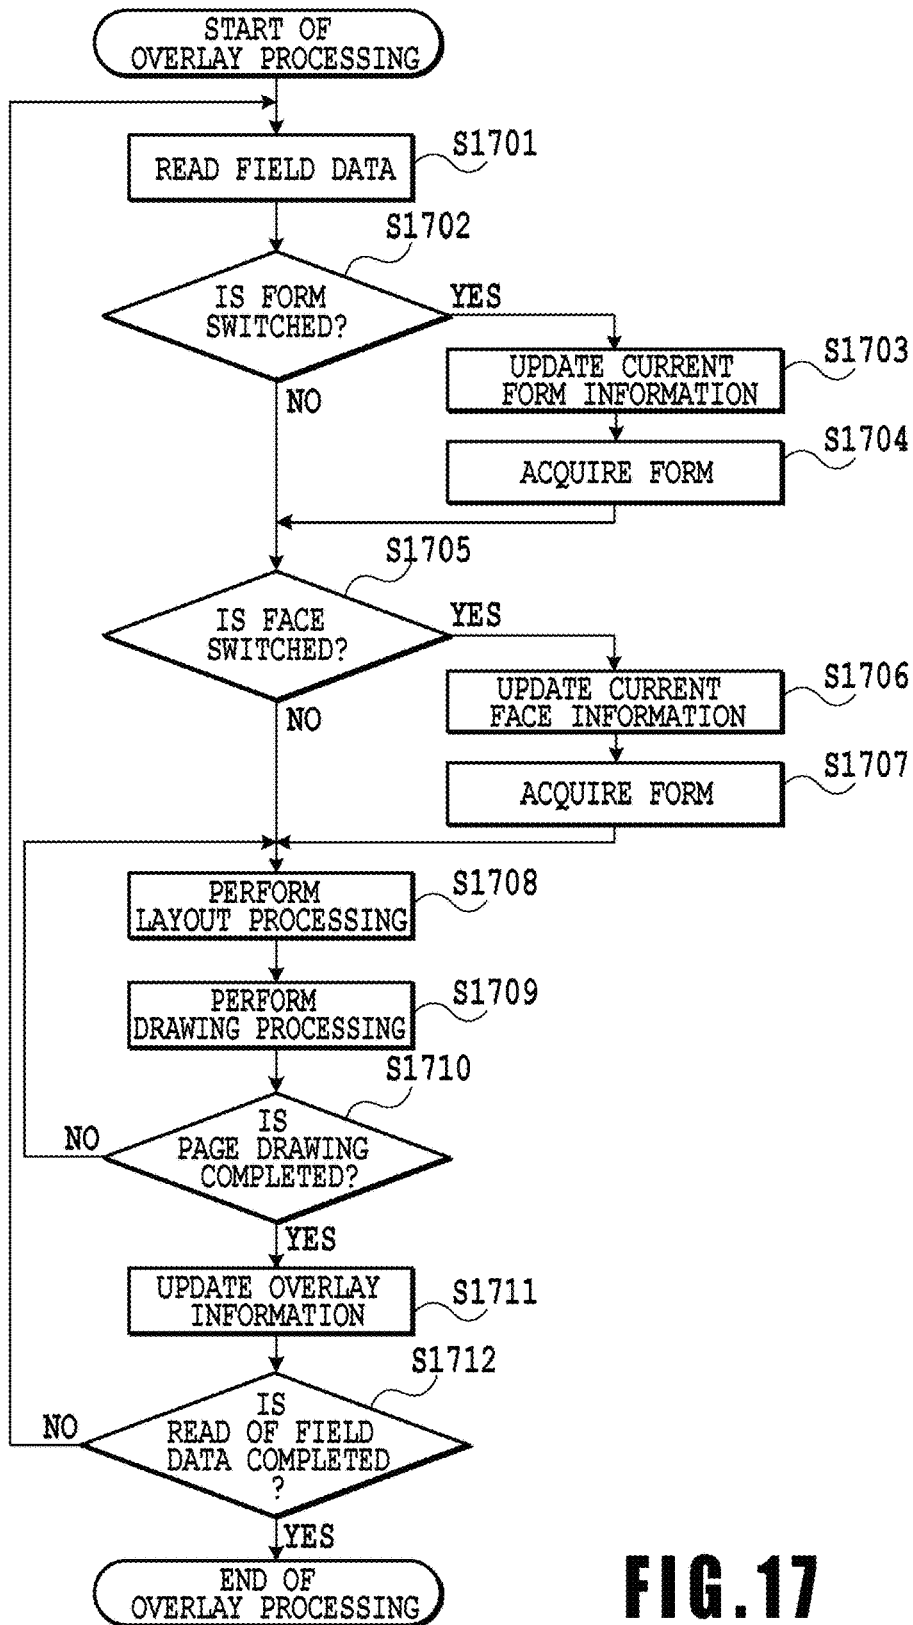 START OF
OVERLAY PROCESSING
S1701
READ FIELD DATA
S1702
IS FORM
SWITCHED?
YES
NO
S1703
UPDATE CURRENT
FORM INFORMATION
S1704
ACQUIRE FORM
S1705
IS FACE
SWITCHED?
YES
NO
S1706
UPDATE CURRENT
FACE INFORMATION
S1707
ACQUIRE FORM
S1708
PERFORM
LAYOUT PROCESSING
S1709
PERFORM
DRAWING PROCESSING
S1710
IS
PAGE DRAWING
COMPLETED?
NO
YES
S1711
UPDATE OVERLAY
INFORMATION
S1712
IS
READ OF FIELD
DATA COMPLETED
?
NO
YES
END OF
OVERLAY PROCESSING
FIG.17